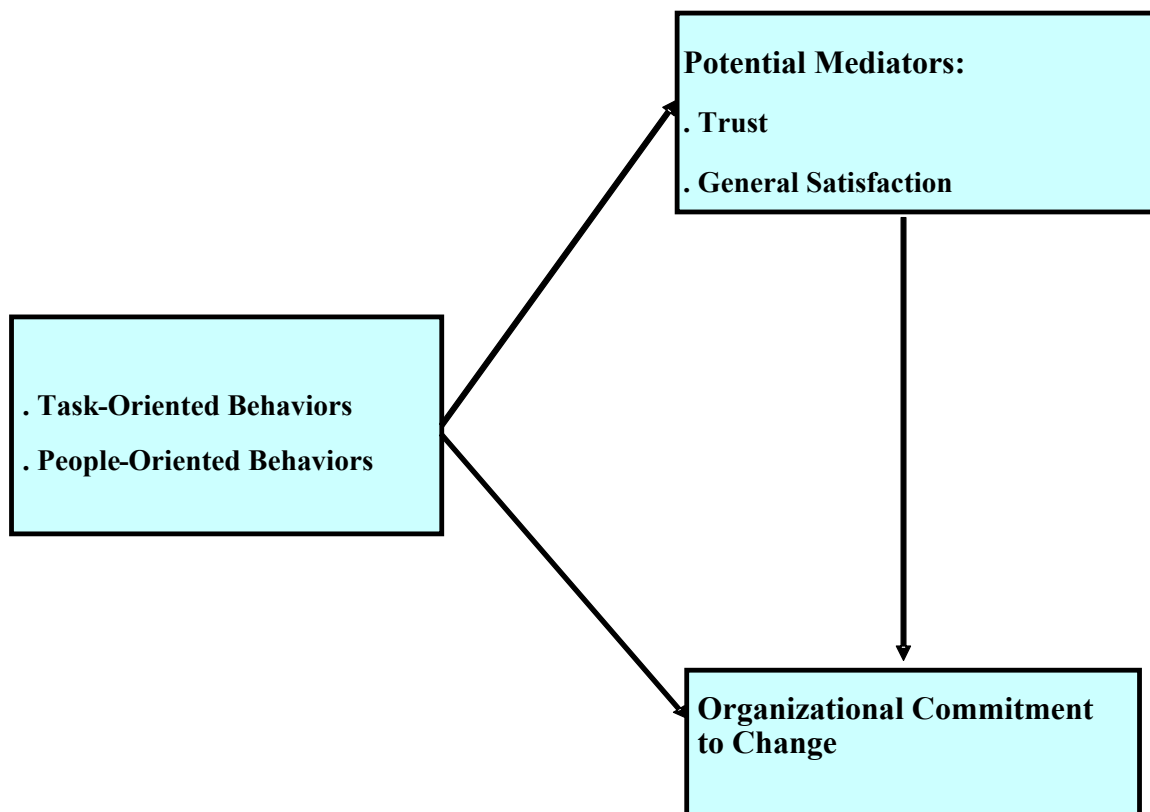 Potential Mediators:
. Trust
. General Satisfaction
. Task-Oriented Behaviors
. People-Oriented Behaviors
Organizational Commitment
to Change